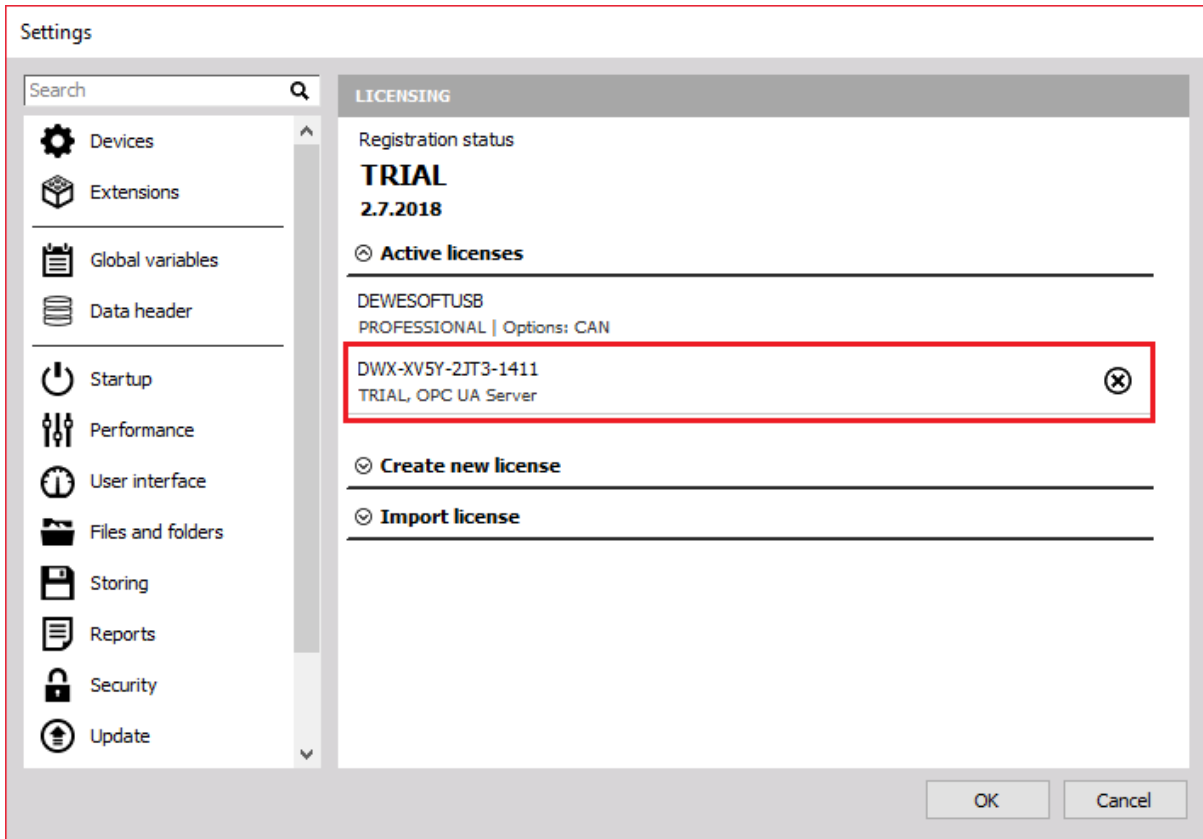 Settings
Search
Devices
Extensions
Global variables
Data header
Startup
Performance
User interface
Files and folders
Storing
Reports
Security
Update
LICENSING
Registration status
TRIAL
2.7.2018
Active licenses
DEWESOFTUSB
PROFESSIONAL | Options: CAN
DWX-XV5Y-2JT3-1411
TRIAL, OPC UA Server
Create new license
Import license
OK
Cancel